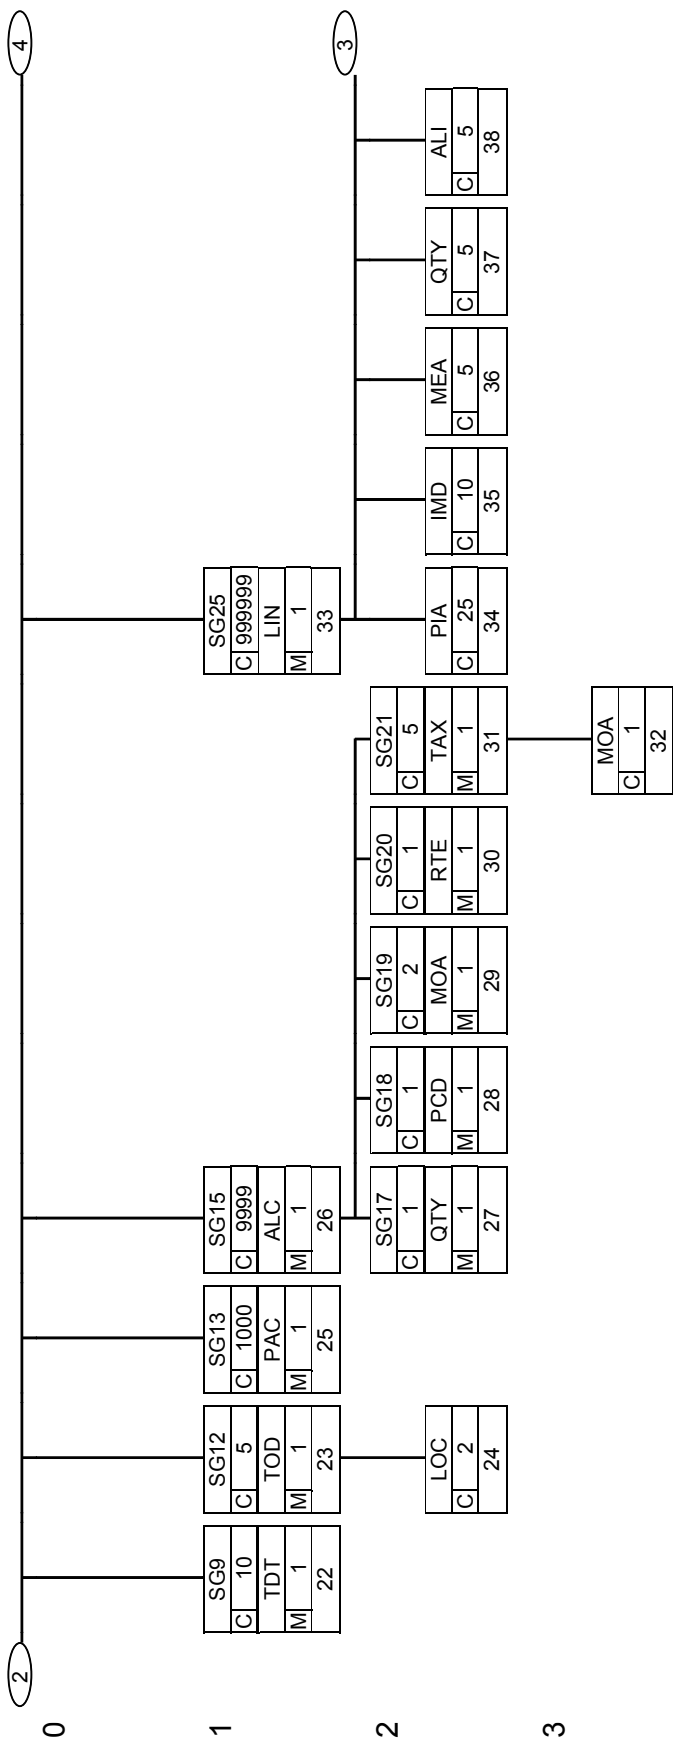 2
4
0
1
2
3
SG9
C 10
TDT
M 1
22
SG12
C 5
TOD
M 1
23
LOC
C 2
24
SG13
C 1000
PAC
M 1
25
SG15
C 9999
ALC
M 1
26
SG17
C 1
QTY
M 1
27
SG18
C 1
PCD
M 1
28
SG19
C 2
MOA
M 1
29
SG20
C 1
RTE
M 1
30
SG21
C 5
TAX
M 1
31
MOA
C 1
32
SG25
C 999999
LIN
M 1
33
3
PIA
C 25
34
IMD
C 10
35
MEA
C 5
36
QTY
C 5
37
ALI
C 5
38